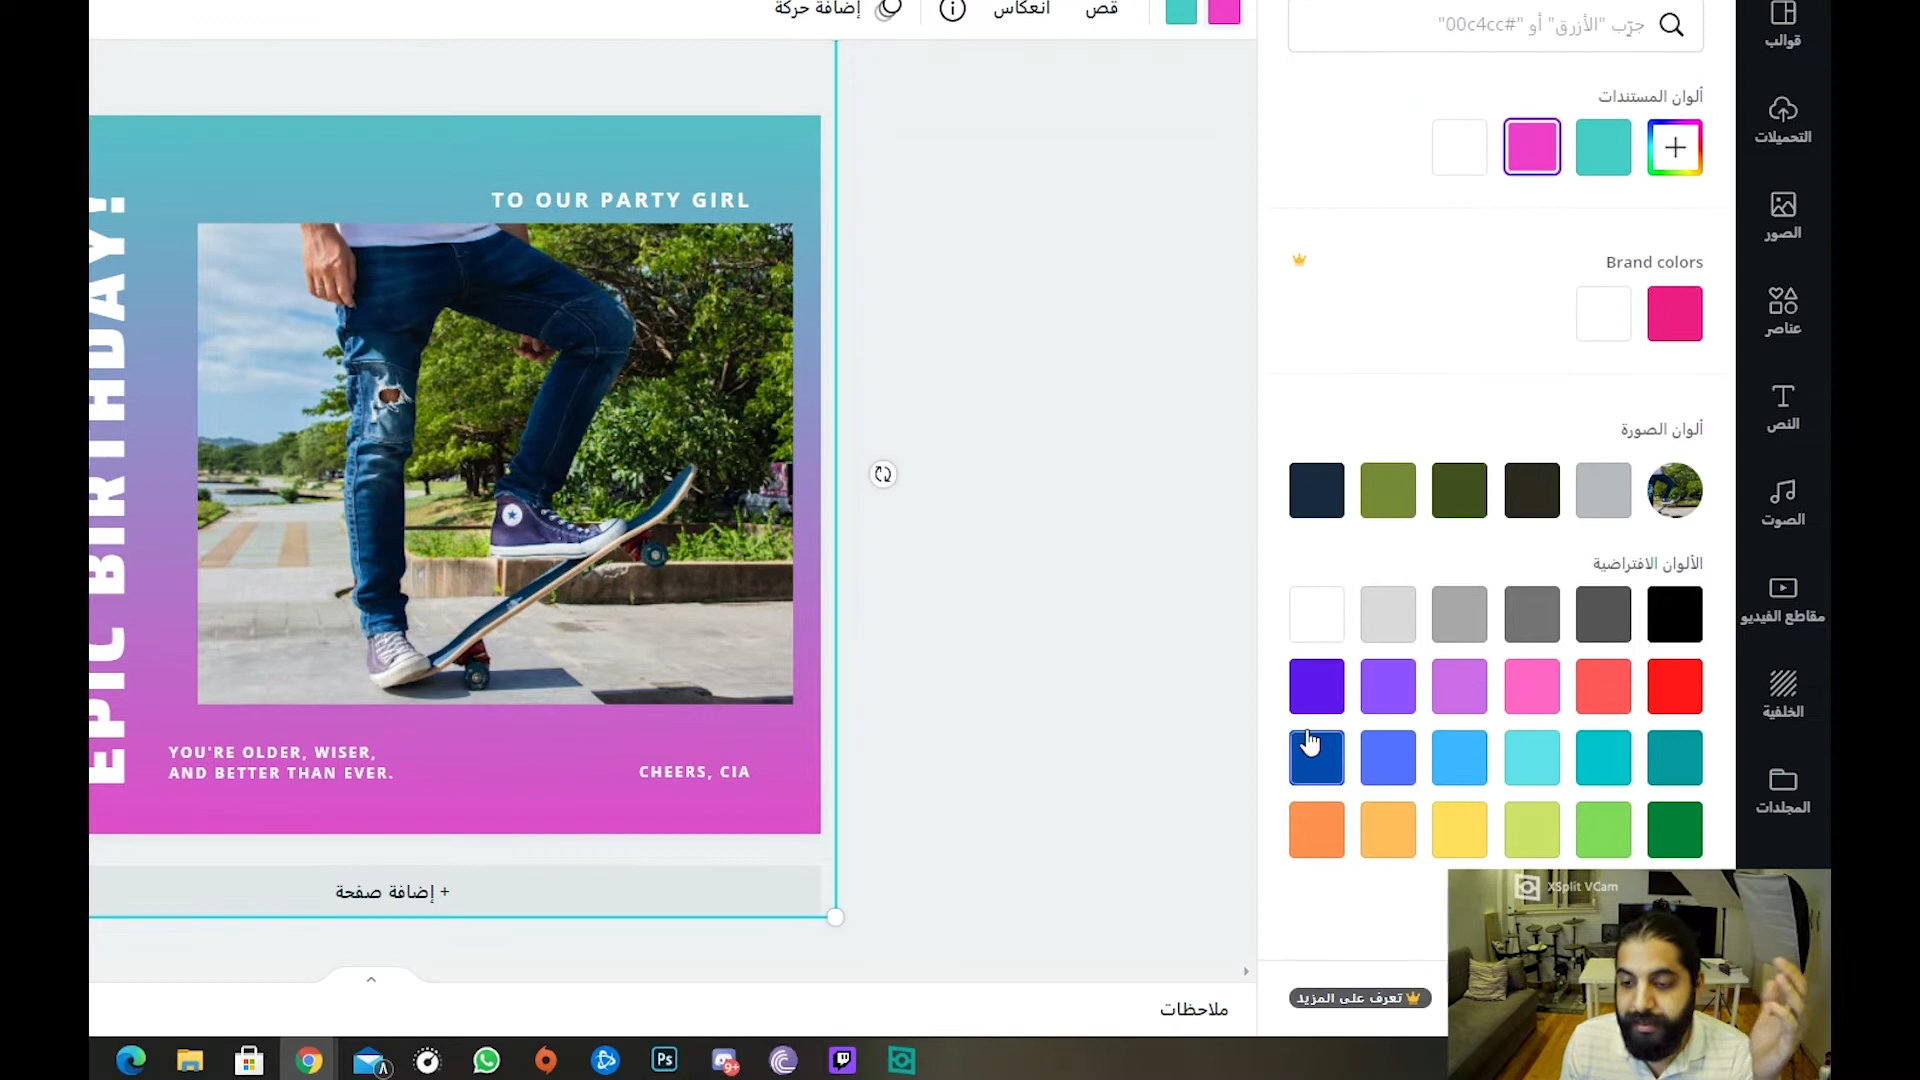 قص
انعكاس
إضافة حركة
جرّب "الأزرق" أو "#00c4cc"
ألوان المستندات
Brand colors
ألوان الصورة
الألوان الافتراضية
تعرف على المزيد
قوالب
التحميلات
الصور
عناصر
النص
الصوت
مقاطع الفيديو
الخلفية
المجلدات
EPIC BIRTHDAY!
TO OUR PARTY GIRL
YOU'RE OLDER, WISER,
AND BETTER THAN EVER.
CHEERS, CIA
+ إضافة صفحة
ملاحظات
XSplit VCam
Ps
9+